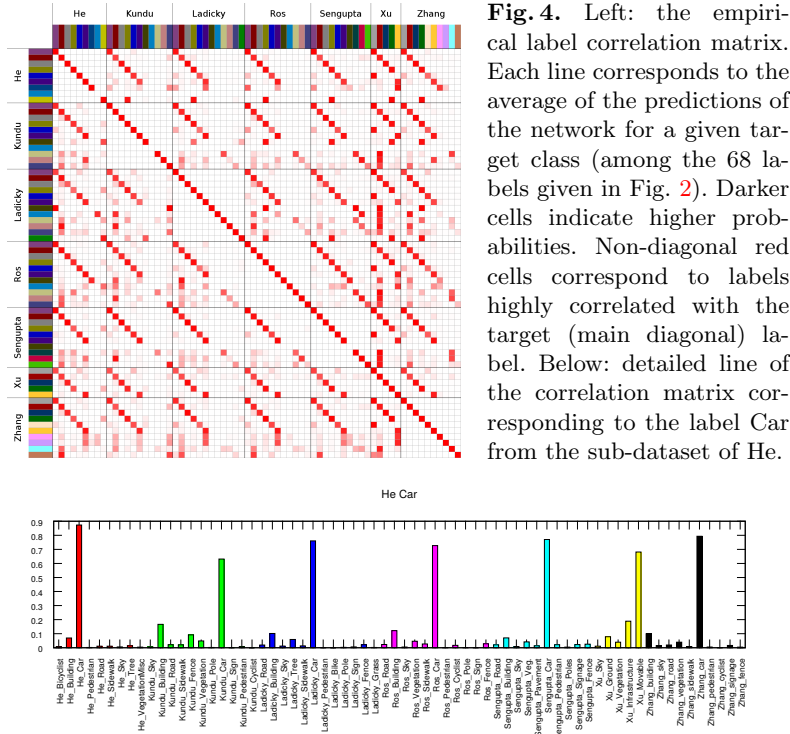 He Kundu Ladicky Ros Sengupta Xu Zhang
He
Kundu
Ladicky
Ros
Sengupta
Xu
Zhang
Fig. 4. Left: the empiri-
cal label correlation matrix.
Each line corresponds to the
average of the predictions of
the network for a given tar-
get class (among the 68 la-
bels given in Fig. 2). Darker
cells indicate higher prob-
abilities. Non-diagonal red
cells correspond to labels
highly correlated with the
target (main diagonal) la-
bel. Below: detailed line of
the correlation matrix cor-
responding to the label Car
from the sub-dataset of He.
He Car
0.9
0.8
0.7
0.6
0.5
0.4
0.3
0.2
0.1
0
He_Bicyclist
He_Building
He_Car
He_Pedestrian
He_Road
He_Sidewalk
He_Sky
He_Tree
He_VegetationMisc
Kundu_Sky
Kundu_Building
Kundu_Road
Kundu_Sidewalk
Kundu_Fence
Kundu_Vegetation
Kundu_Pole
Kundu_Car
Kundu_Sign
Kundu_Pedestrian
Kundu_Cyclist
Ladicky_Road
Ladicky_Building
Ladicky_Sky
Ladicky_Tree
Ladicky_Sidewalk
Ladicky_Car
Ladicky_Pedestrian
Ladicky_Bike
Ladicky_Pole
Ladicky_Sign
Ladicky_Fence
Ladicky_Grass
Ros_Road
Ros_Building
Ros_Sky
Ros_Vegetation
Ros_Sidewalk
Ros_Car
Ros_Pedestrian
Ros_Cyclist
Ros_Pole
Ros_Sign
Ros_Fence
Sengupta_Road
Sengupta_Building
Sengupta_Sky
Sengupta_Veg.
Sengupta_Pavement
Sengupta_Car
Sengupta_Pedestrian
Sengupta_Poles
Sengupta_Signage
Sengupta_Fence
Xu_Sky
Xu_Ground
Xu_Vegetation
Xu_Infrastructure
Xu_Movable
Zhang_building
Zhang_sky
Zhang_road
Zhang_vegetation
Zhang_sidewalk
Zhang_car
Zhang_pedestrian
Zhang_cyclist
Zhang_signage
Zhang_fence